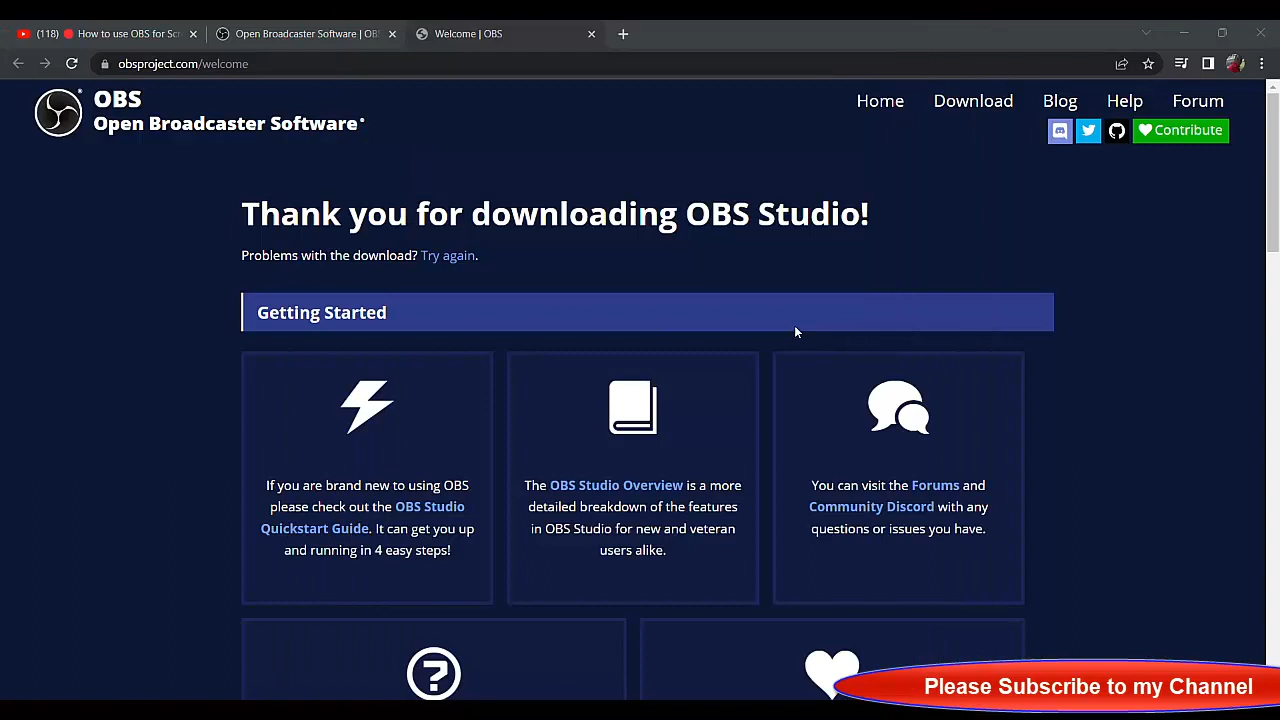 (118) 🔴 How to use OBS for Scr
Open Broadcaster Software | OBS
Welcome | OBS
obsproject.com/welcome
OBS
Open Broadcaster Software
Home Download Blog Help Forum
Contribute
Thank you for downloading OBS Studio!
Problems with the download? Try again.
Getting Started
If you are brand new to using OBS
please check out the OBS Studio
Quickstart Guide. It can get you up
and running in 4 easy steps!
The OBS Studio Overview is a more
detailed breakdown of the features
in OBS Studio for new and veteran
users alike.
You can visit the Forums and
Community Discord with any
questions or issues you have.
Please Subscribe to my Channel